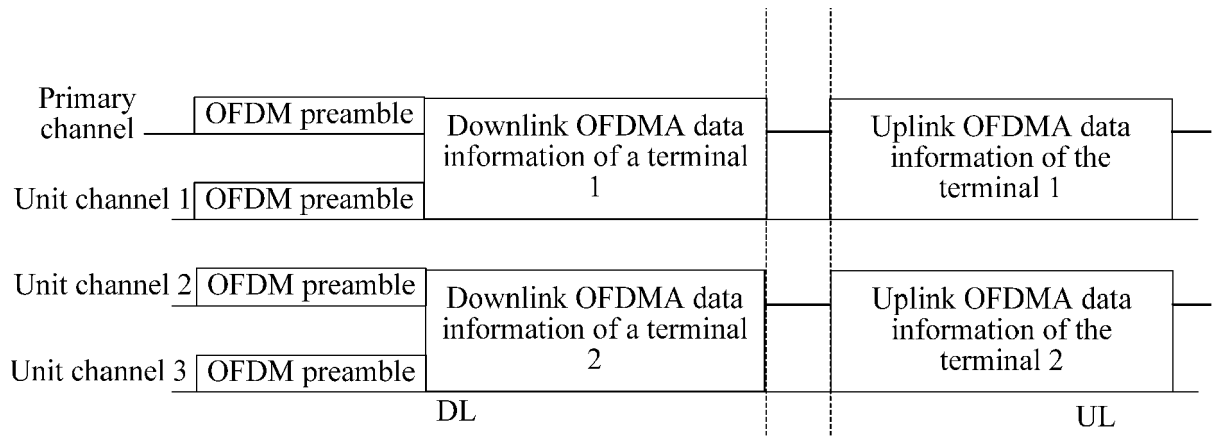 Primary
channel
OFDM preamble
Downlink OFDMA data
information of a terminal
1
Uplink OFDMA data
information of the
terminal 1
Unit channel 1
OFDM preamble
Unit channel 2
OFDM preamble
Downlink OFDMA data
information of a terminal
2
Uplink OFDMA data
information of the
terminal 2
Unit channel 3
OFDM preamble
DL
UL